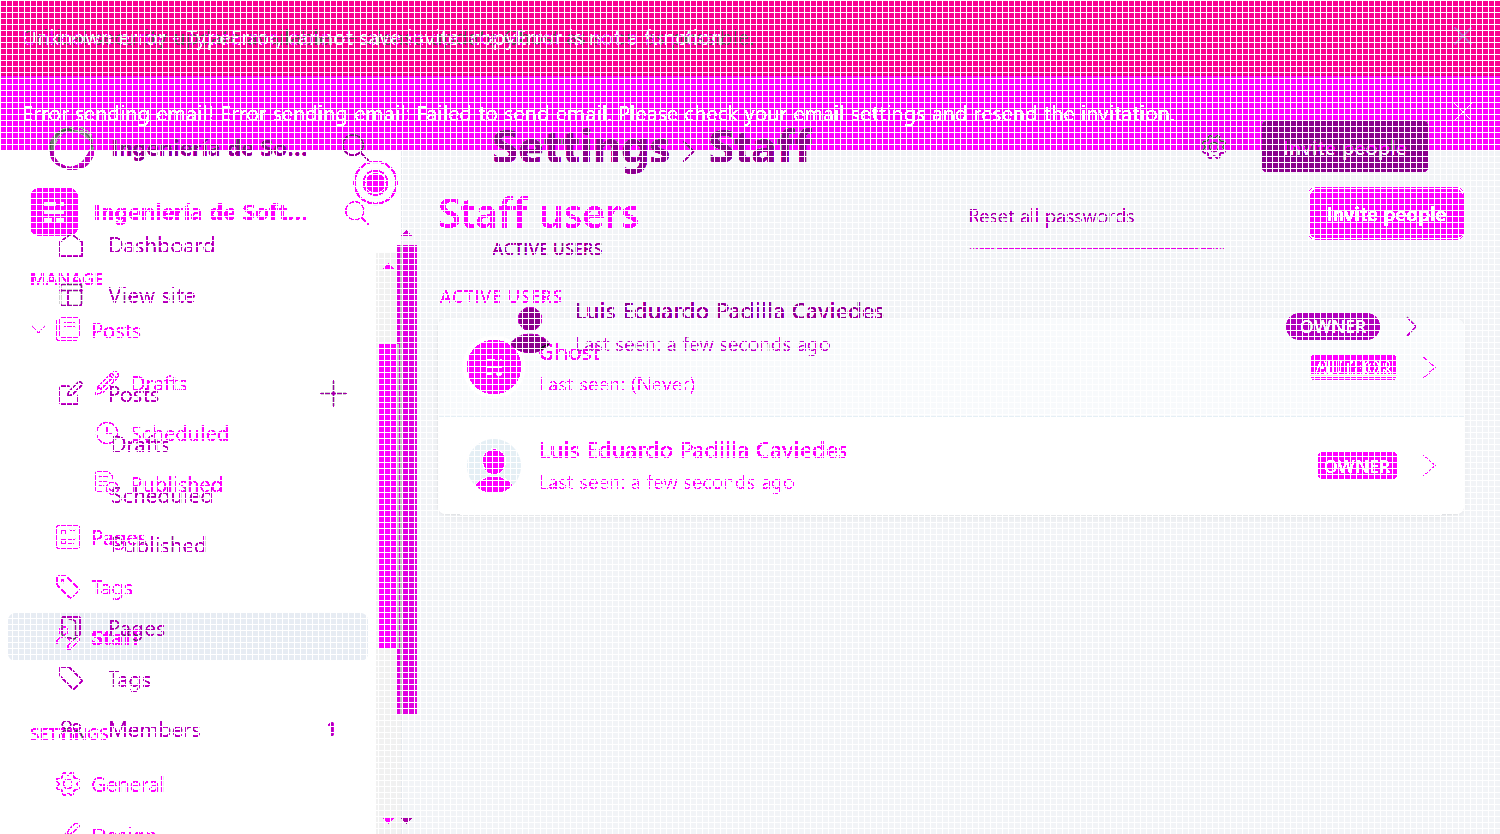 Unknown error - TypeError, cannot save invite. copyError is not a function
Error sending email! Error sending email. Failed to send email. Please check your email settings and resend the invitation.
Ingeniería de So...
Settings
Staff
Invite people
Ingeniería de Soft...
Staff users
Reset all passwords
Invite people
Dashboard
ACTIVE USERS
MANAGE
View site
ACTIVE USERS
Posts
Luis Eduardo Padilla Caviedes
OWNER
Last seen: a few seconds ago
Ghost
AUTHOR
Last seen: (Never)
Drafts
Posts
Scheduled
Drafts
Luis Eduardo Padilla Caviedes
OWNER
Last seen: a few seconds ago
Published
Scheduled
Pages
Published
Tags
Pages
Staff
Tags
Members 1
SETTINGS
General
Design